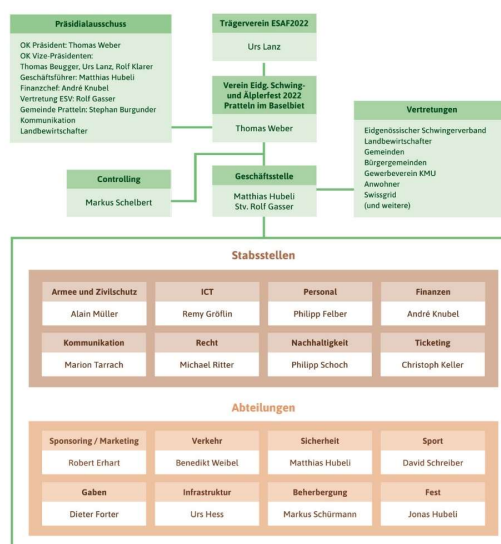 Präsidialausschuss
OK Präsident: Thomas Weber
OK Vize-Präsidenten:
Thomas Beugger, Urs Lanz, Rolf Klarer
Geschäftsführer: Matthias Hubeli
Finanzchef: André Knubel
Vertretung ESV: Rolf Gasser
Gemeinde Pratteln: Stephan Burgunder
Kommunikation
Landbewirtschafter
Trägerverein ESAF2022
Urs Lanz
Verein Eidg. Schwing-
und Älplerfest 2022
Pratteln im Baselbiet
Thomas Weber
Vertretungen
Eidgenössischer Schwingerverband
Landbewirtschafter
Gemeinden
Bürgergemeinden
Gewerbeverein KMU
Anwohner
Swissgrid
(und weitere)
Controlling
Markus Schelbert
Geschäftsstelle
Matthias Hubeli
Stv. Rolf Gasser
Stabsstellen
Armee und Zivilschutz
Alain Müller
ICT
Remy Gröflin
Personal
Philipp Felber
Finanzen
André Knubel
Kommunikation
Marion Tarrach
Recht
Michael Ritter
Nachhaltigkeit
Philipp Schoch
Ticketing
Christoph Keller
Abteilungen
Sponsoring / Marketing
Robert Erhart
Verkehr
Benedikt Weibel
Sicherheit
Matthias Hubeli
Sport
David Schreiber
Gaben
Dieter Forter
Infrastruktur
Urs Hess
Beherbergung
Markus Schürmann
Fest
Jonas Hubeli